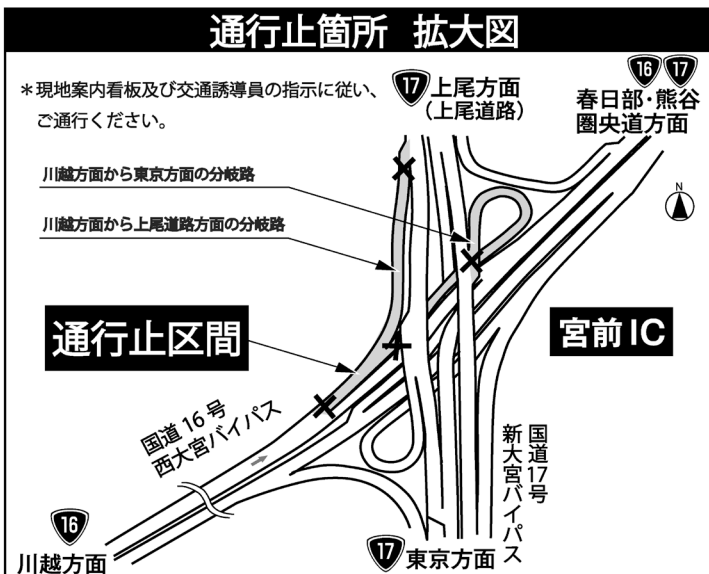 通行止箇所 拡大図
＊現地案内看板及び交通誘導員の指示に従い、
ご通行ください。
17 上尾方面
(上尾道路)
16 17
春日部・熊谷
圏央道方面
川越方面から東京方面の分岐路
川越方面から上尾道路方面の分岐路
N
通行止区間
宮前IC
国道16号
西大宮バイパス
国道17号
新大宮バイパス
16
川越方面
17 東京方面